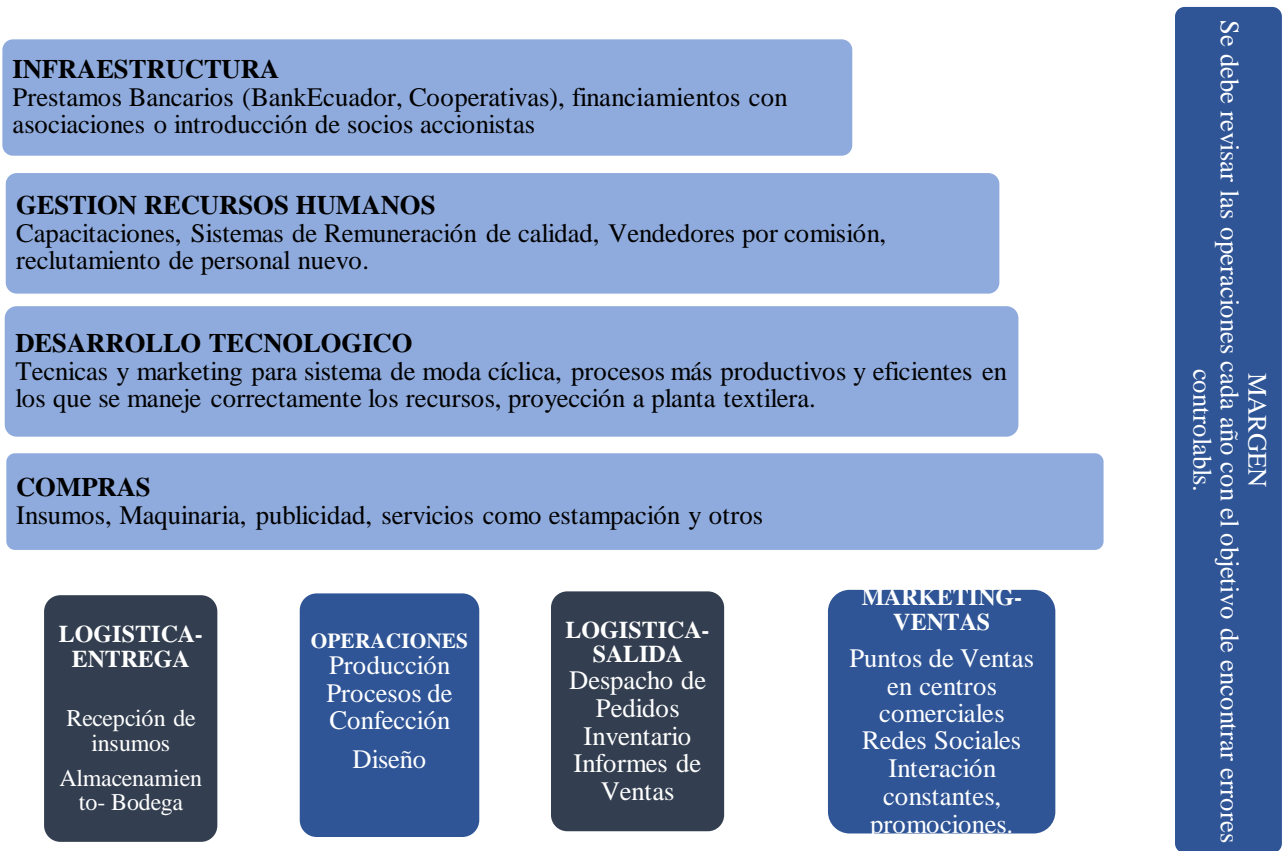 INFRAESTRUCTURA
Prestamos Bancarios (BankEcuador, Cooperativas), financiamientos con
asociaciones o introducción de socios accionistas
GESTION RECURSOS HUMANOS
Capacitaciones, Sistemas de Remuneración de calidad, Vendedores por comisión,
reclutamiento de personal nuevo.
DESARROLLO TECNOLOGICO
Tecnicas y marketing para sistema de moda cíclica, procesos más productivos y eficientes en
los que se maneje correctamente los recursos, proyección a planta textilera.
COMPRAS
Insumos, Maquinaria, publicidad, servicios como estampación y otros
LOGISTICA-
ENTREGA
Recepción de
insumos
Almacenamien
to- Bodega
OPERACIONES
Producción
Procesos de
Confección
Diseño
LOGISTICA-
SALIDA
Despacho de
Pedidos
Inventario
Informes de
Ventas
MARKETING-
VENTAS
Puntos de Ventas
en centros
comerciales
Redes Sociales
Interación
constantes,
promociones.
MARGEN
Se debe revisar las operaciones cada año con el objetivo de encontrar errores
controlabls.